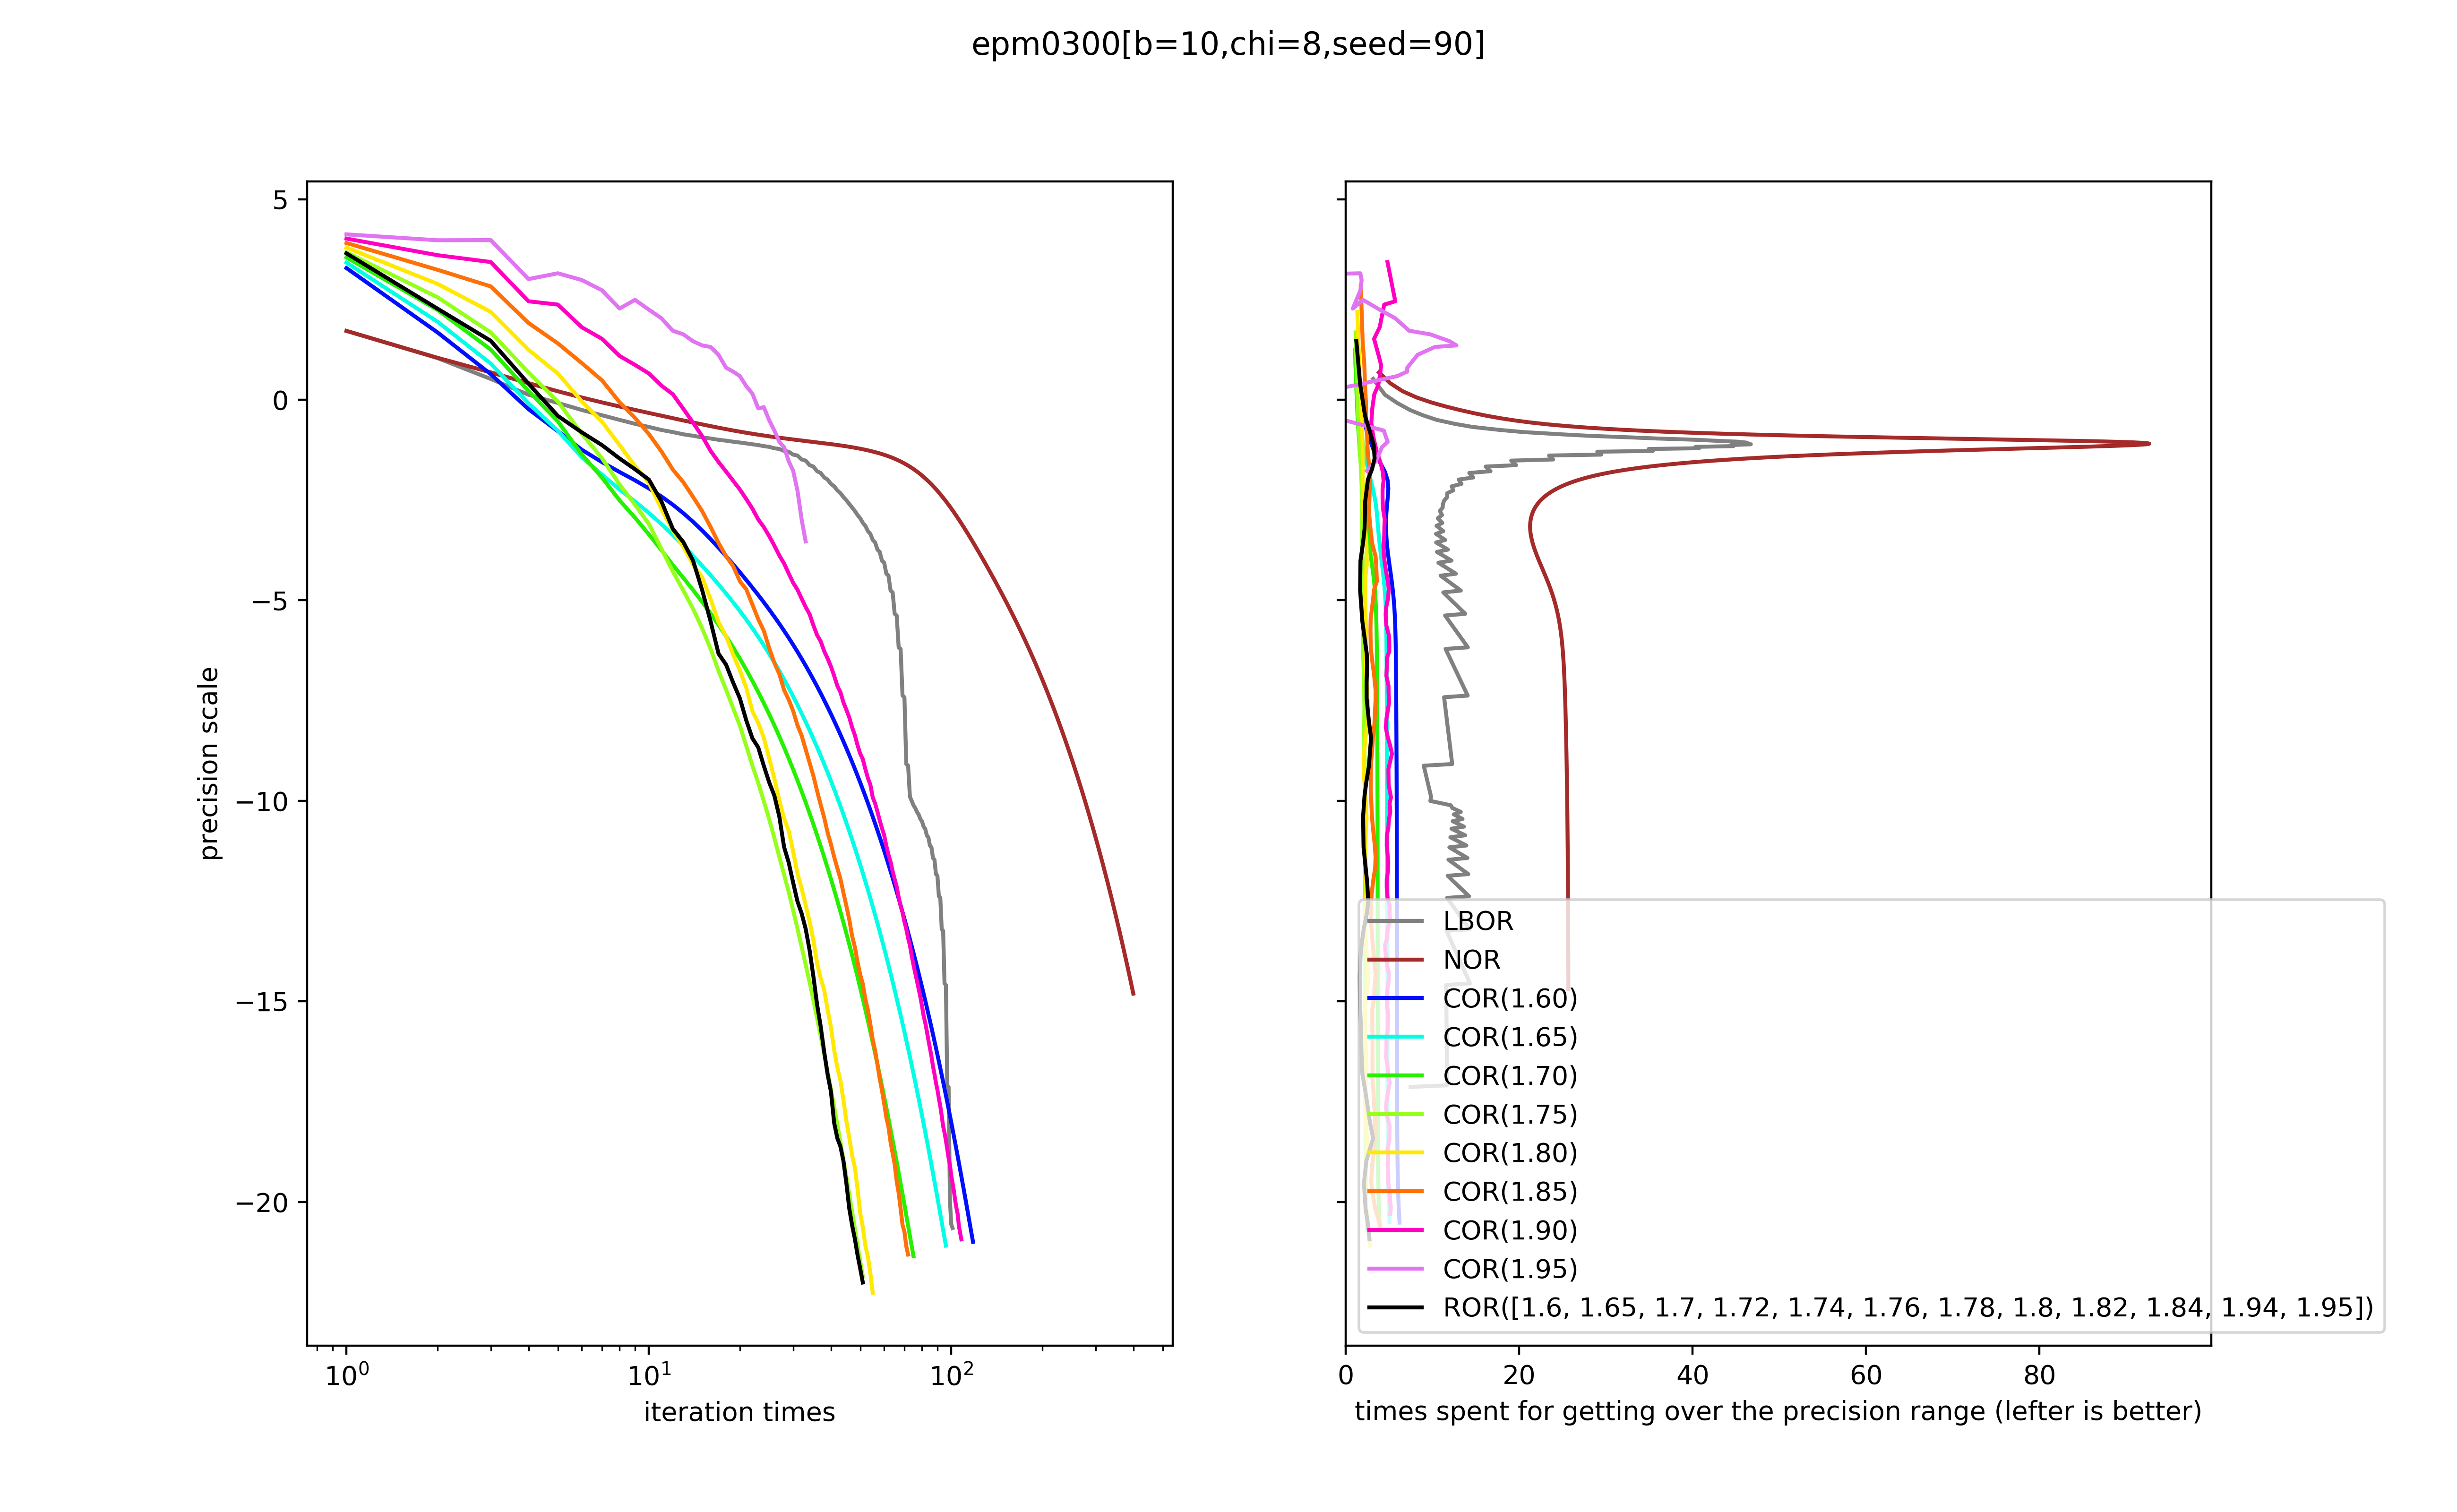 epm0300[b=10,chi=8,seed=90]
precision scale
5
0
−5
−10
−15
−20
10⁰
10¹
10²
iteration times
0
20
40
60
80
times spent for getting over the precision range (lefter is better)
LBOR
NOR
COR(1.60)
COR(1.65)
COR(1.70)
COR(1.75)
COR(1.80)
COR(1.85)
COR(1.90)
COR(1.95)
ROR([1.6, 1.65, 1.7, 1.72, 1.74, 1.76, 1.78, 1.8, 1.82, 1.84, 1.94, 1.95])